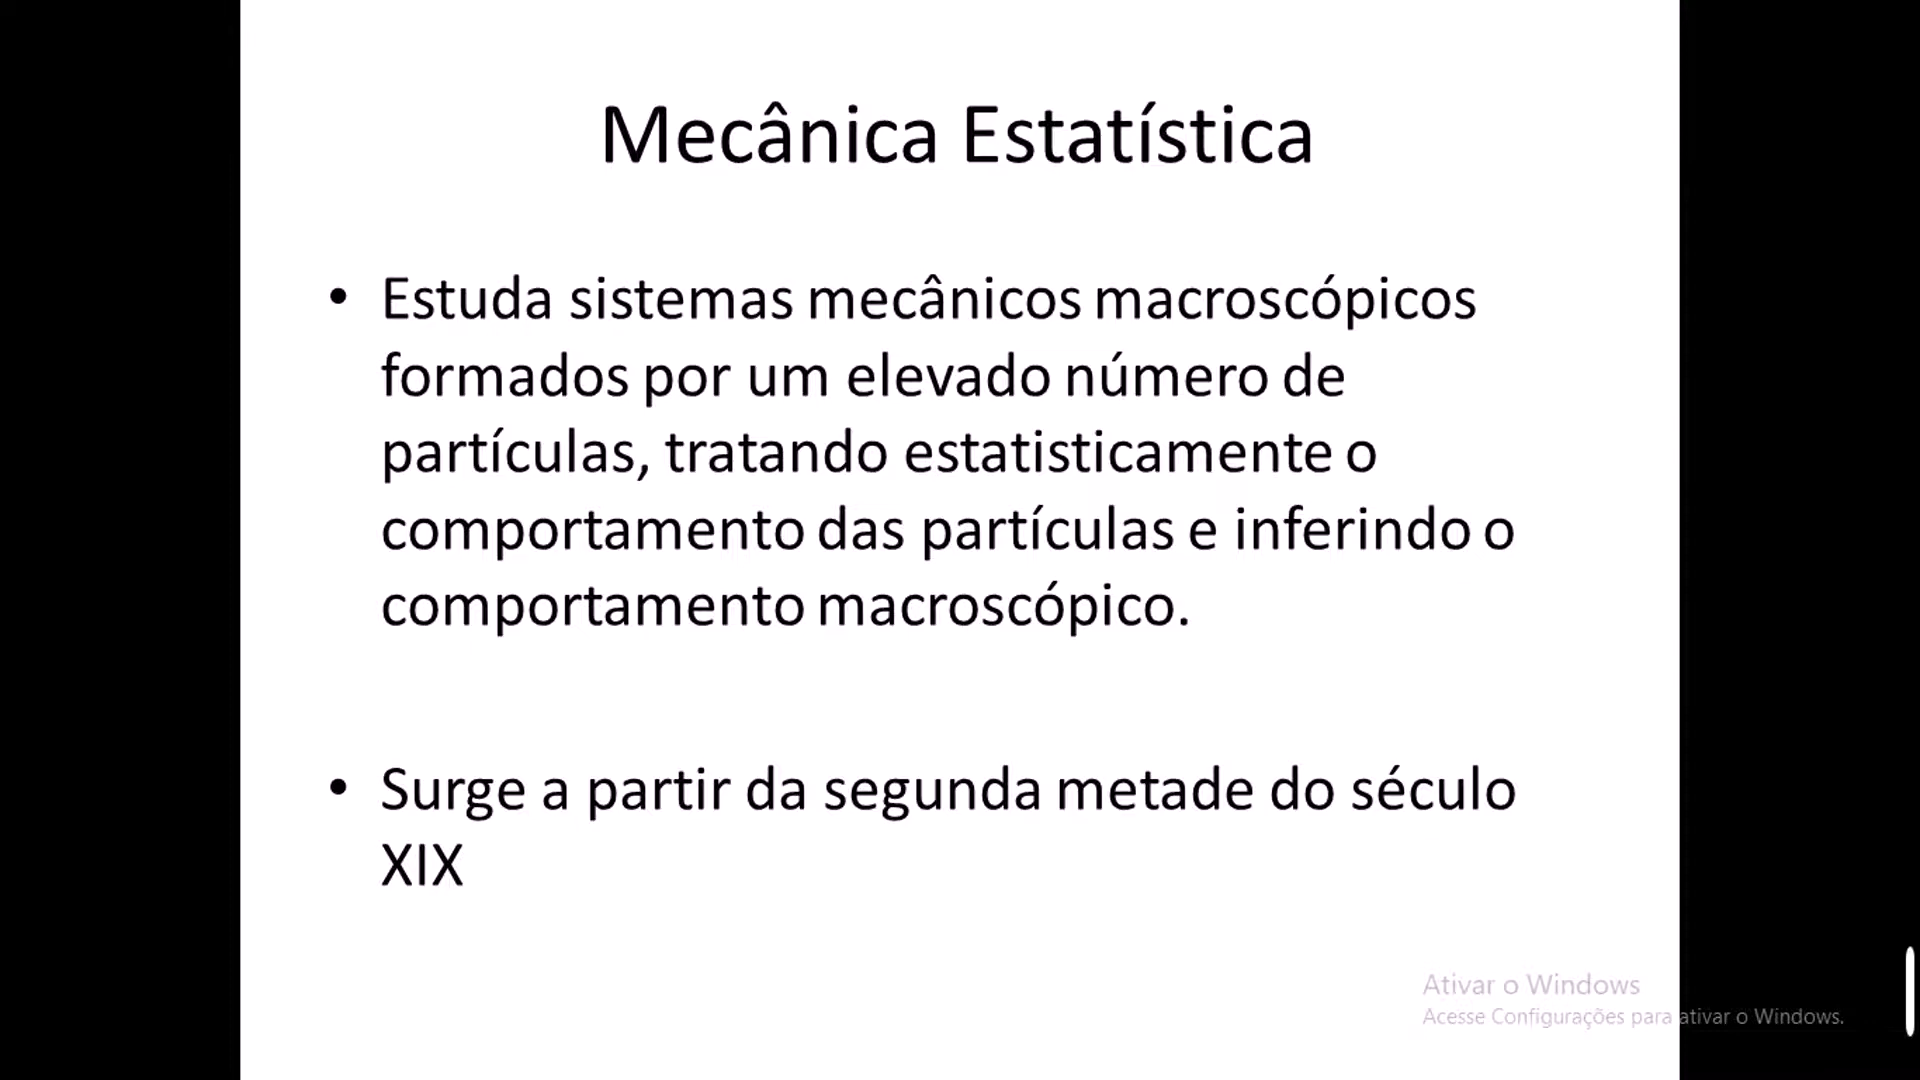 Mecânica Estatística
• Estuda sistemas mecânicos macroscópicos
formados por um elevado número de
partículas, tratando estatisticamente o
comportamento das partículas e inferindo o
comportamento macroscópico.
• Surge a partir da segunda metade do século
XIX
Ativar o Windows
Acesse Configurações para ativar o Windows.